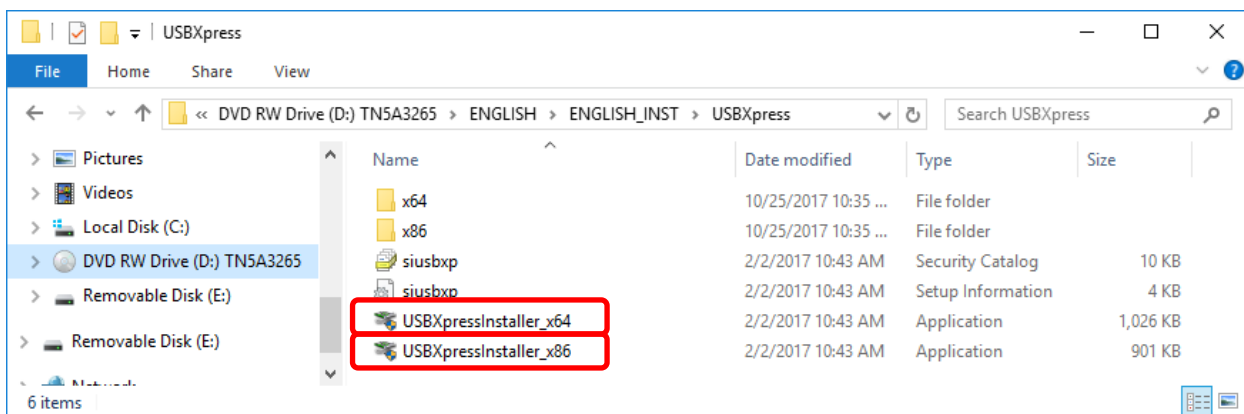 USBXpress
File Home Share View
« DVD RW Drive (D:) TN5A3265 > ENGLISH > ENGLISH_INST > USBXpress Search USBXpress
Pictures
Videos
Local Disk (C:)
DVD RW Drive (D:) TN5A3265
Removable Disk (E:)
Removable Disk (E:)
Network
Name Date modified Type Size
x64 10/25/2017 10:35 ... File folder
x86 10/25/2017 10:35 ... File folder
siusbxp 2/2/2017 10:43 AM Security Catalog 10 KB
siusbxp 2/2/2017 10:43 AM Setup Information 4 KB
USBXpressInstaller_x64 2/2/2017 10:43 AM Application 1,026 KB
USBXpressInstaller_x86 2/2/2017 10:43 AM Application 901 KB
6 items